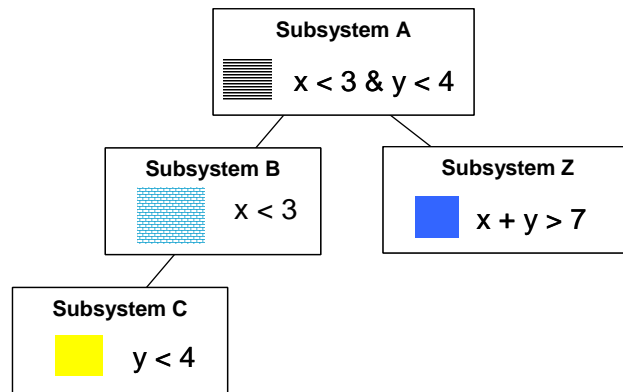 Subsystem A
x < 3 & y < 4
Subsystem B
x < 3
Subsystem Z
x + y > 7
Subsystem C
y < 4